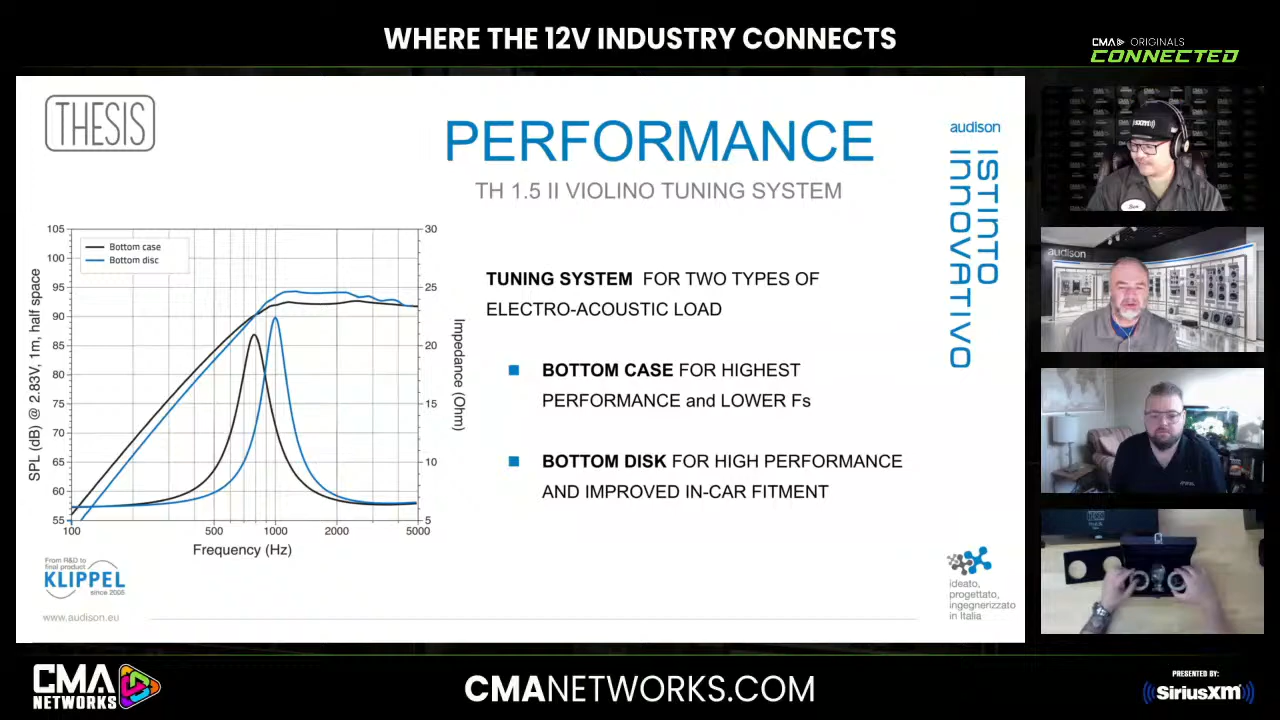 WHERE THE 12V INDUSTRY CONNECTS
CMA ORIGINALS
CONNECTED
THESIS
PERFORMANCE
TH 1.5 II VIOLINO TUNING SYSTEM
audison
ISTINTO
INNOVATIVO
105
100
95
90
85
80
75
70
65
60
55
30
25
20
15
10
5
Bottom case
Bottom disc
SPL (dB) @ 2.83V, 1m, half space
Impedance (Ohm)
100
500
1000
2000
5000
Frequency (Hz)
TUNING SYSTEM FOR TWO TYPES OF
ELECTRO-ACOUSTIC LOAD
BOTTOM CASE FOR HIGHEST
PERFORMANCE and LOWER Fs
BOTTOM DISK FOR HIGH PERFORMANCE
AND IMPROVED IN-CAR FITMENT
From R&D to
final product
KLIPPEL
since 2005
www.audison.eu
ideato,
progettato,
ingegnerizzato
in Italia
audison
THESIS
CMA
NETWORKS
CMANETWORKS.COM
PRESENTED BY:
SiriusXM